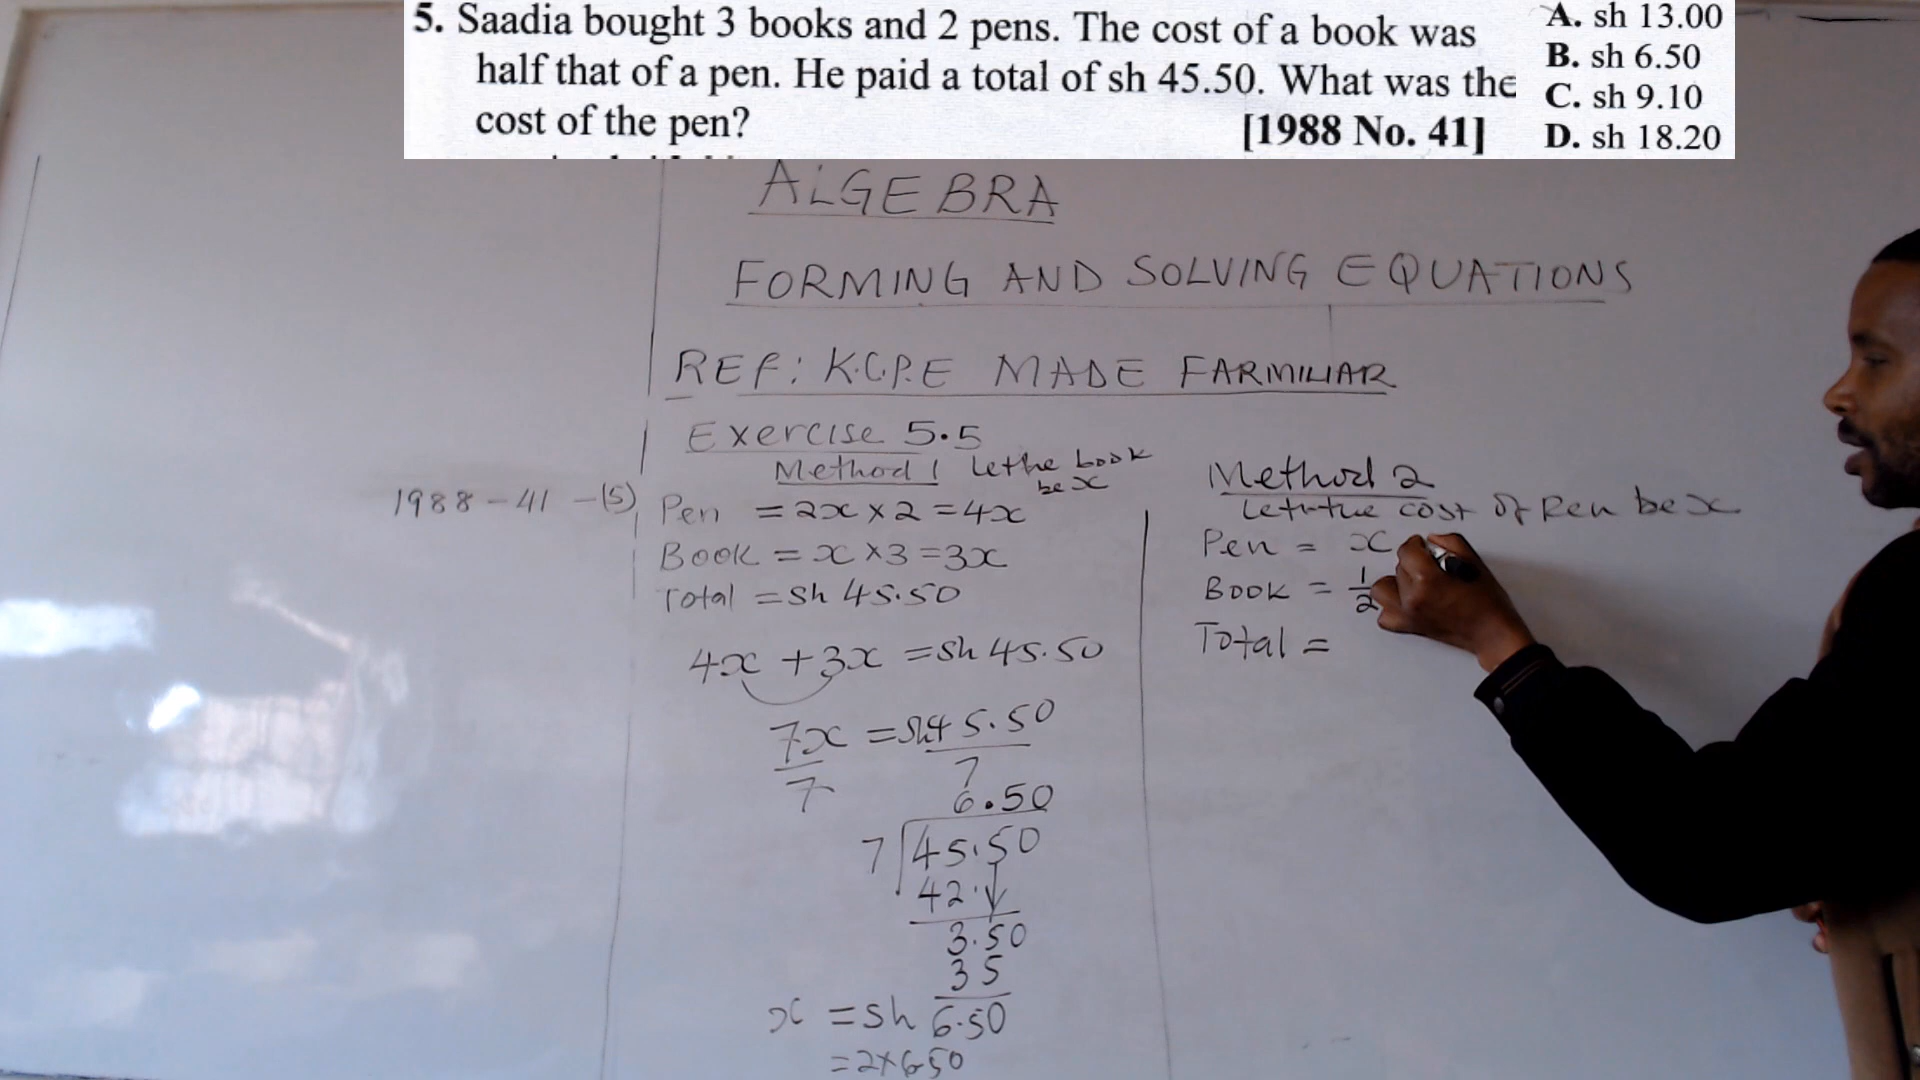 5. Saadia bought 3 books and 2 pens. The cost of a book was
half that of a pen. He paid a total of sh 45.50. What was the
cost of the pen? [1988 No. 41]
A. sh 13.00
B. sh 6.50
C. sh 9.10
D. sh 18.20
ALGEBRA
FORMING AND SOLVING EQUATIONS
REF: K.C.P.E MADE FARMILIAR
Exercise 5.5
1988-41-(5)
Method 1 Let the book
be x
Pen = 2x × 2 = 4x
Book = x × 3 = 3x
Total = Sh 45.50
4x + 3x = Sh 45.50
7x = Sh 45.50
7 7
6.50
7 45.50
42.
3.50
35
x = sh 6.50
= 2×6.50
Method 2
Let the cost of Pen be x
Pen = x
Book = 1/2
Total =